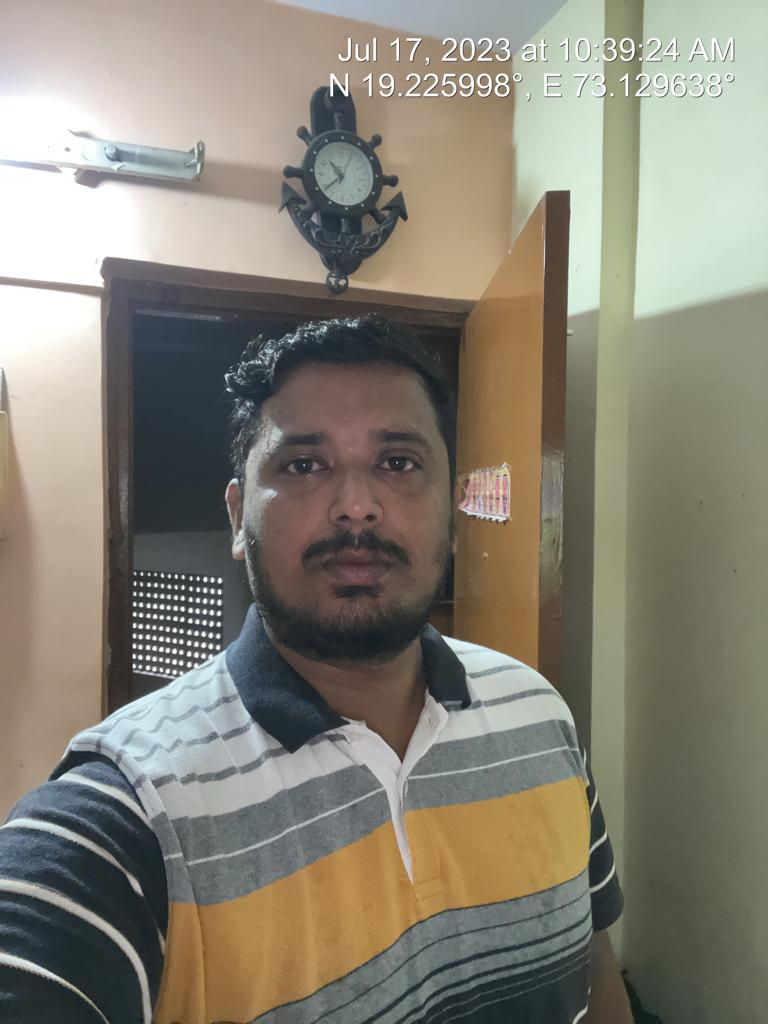 Jul 17, 2023 at 10:39:24 AM
N 19.225998°, E 73.129638°